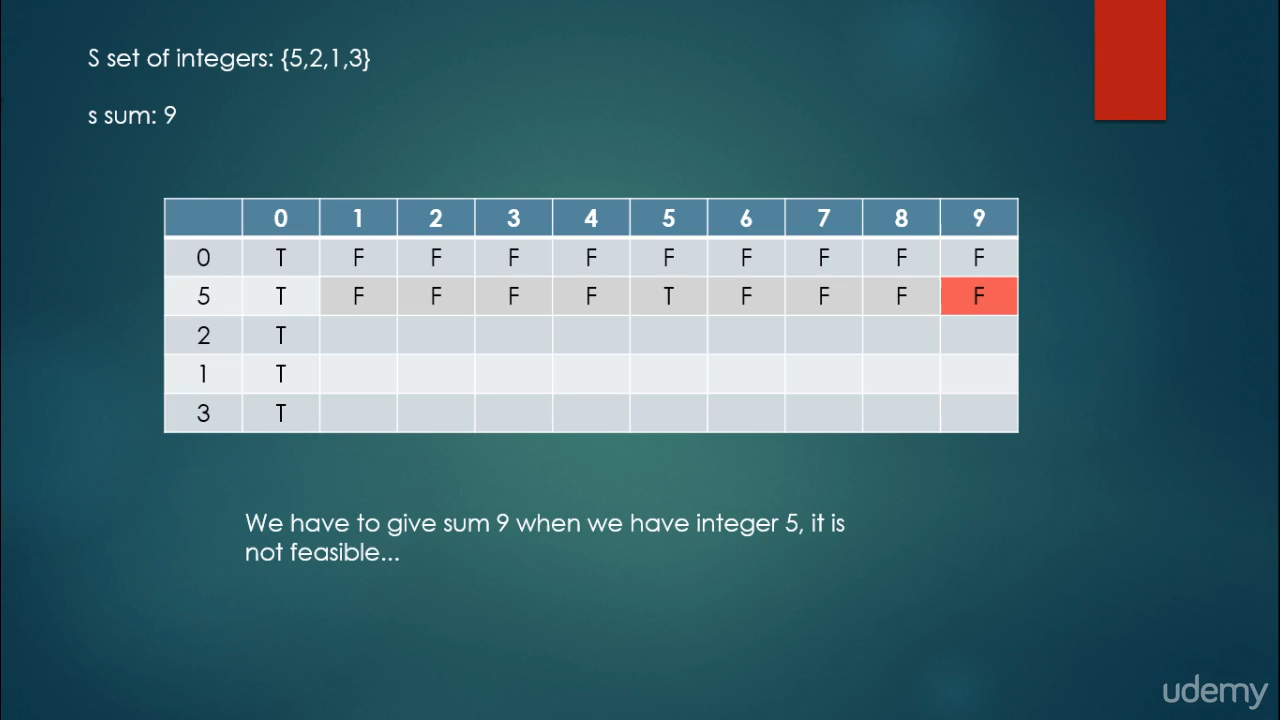 S set of integers: {5,2,1,3}
s sum: 9
0 1 2 3 4 5 6 7 8 9
0 T F F F F F F F F F
5 T F F F F T F F F F
2 T
1 T
3 T
We have to give sum 9 when we have integer 5, it is
not feasible...
udemy